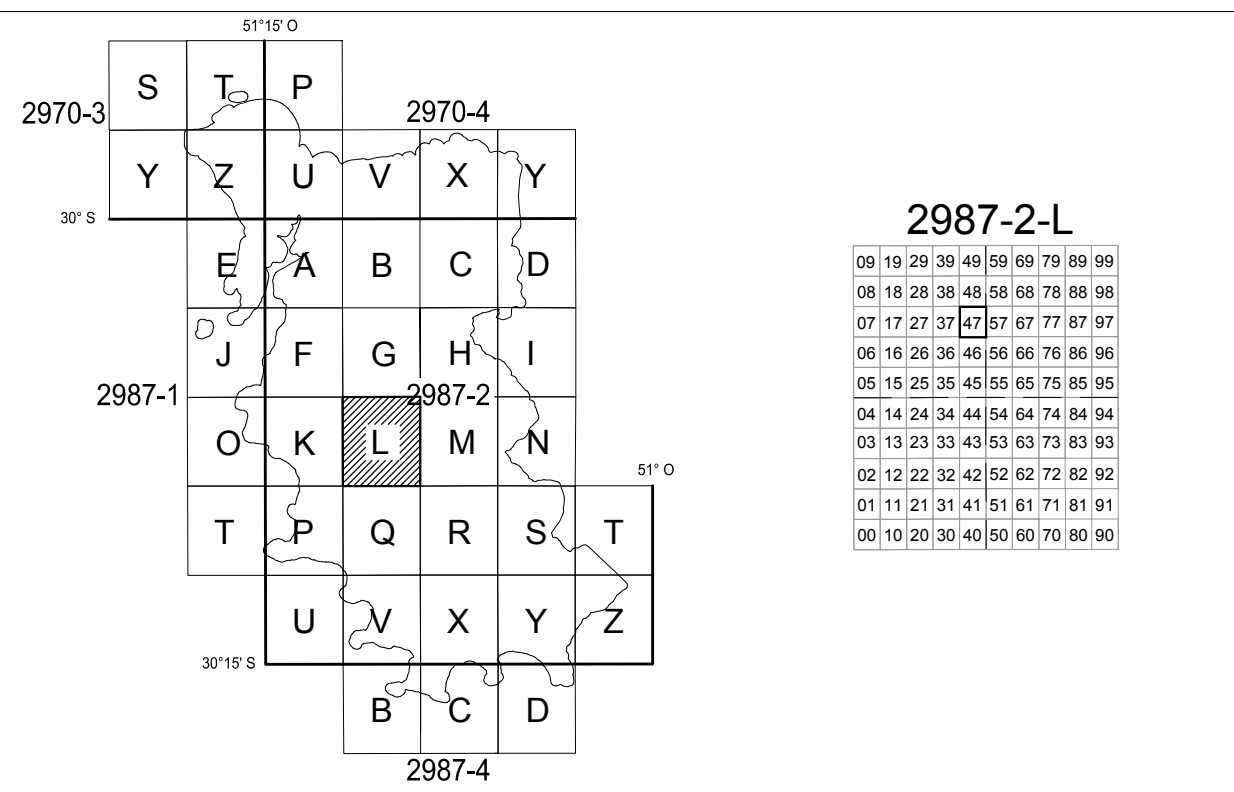 51°15' O
S T P
2970-3 2970-4
Y Z U V X Y
30° S
E A B C D
J F G H I
2987-1 2987-2
O K L M N
51° O
T P Q R S T
U V X Y Z
30°15' S
B C D
2987-4
2987-2-L
09 19 29 39 49 59 69 79 89 99
08 18 28 38 48 58 68 78 88 98
07 17 27 37 47 57 67 77 87 97
06 16 26 36 46 56 66 76 86 96
05 15 25 35 45 55 65 75 85 95
04 14 24 34 44 54 64 74 84 94
03 13 23 33 43 53 63 73 83 93
02 12 22 32 42 52 62 72 82 92
01 11 21 31 41 51 61 71 81 91
00 10 20 30 40 50 60 70 80 90